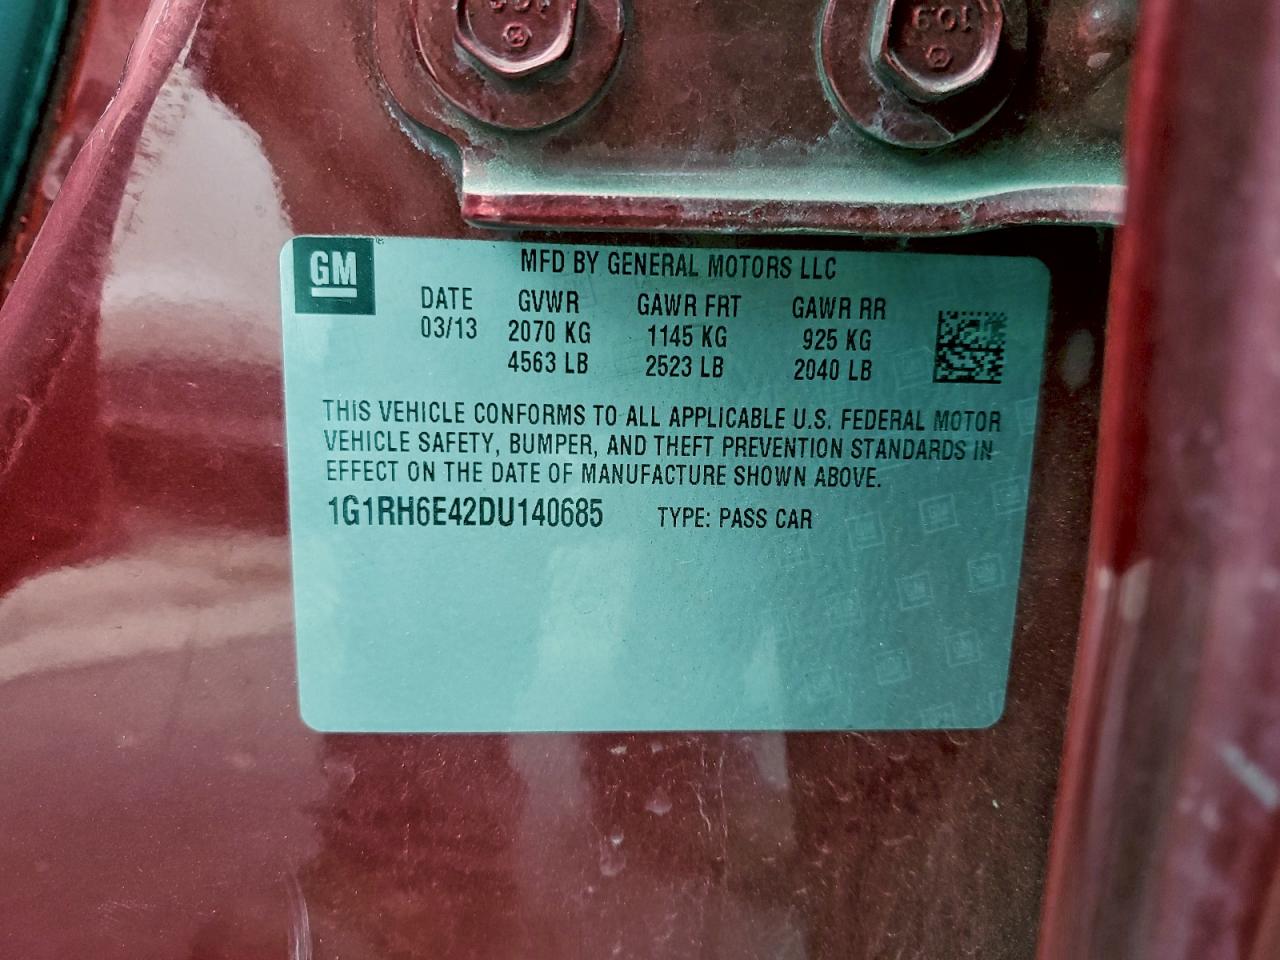 10.9
GM
MFD BY GENERAL MOTORS LLC
DATE GVWR GAWR FRT GAWR RR
03/13 2070 KG 1145 KG 925 KG
4563 LB 2523 LB 2040 LB
THIS VEHICLE CONFORMS TO ALL APPLICABLE U.S. FEDERAL MOTOR
VEHICLE SAFETY, BUMPER, AND THEFT PREVENTION STANDARDS IN
EFFECT ON THE DATE OF MANUFACTURE SHOWN ABOVE.
1G1RH6E42DU140685 TYPE: PASS CAR